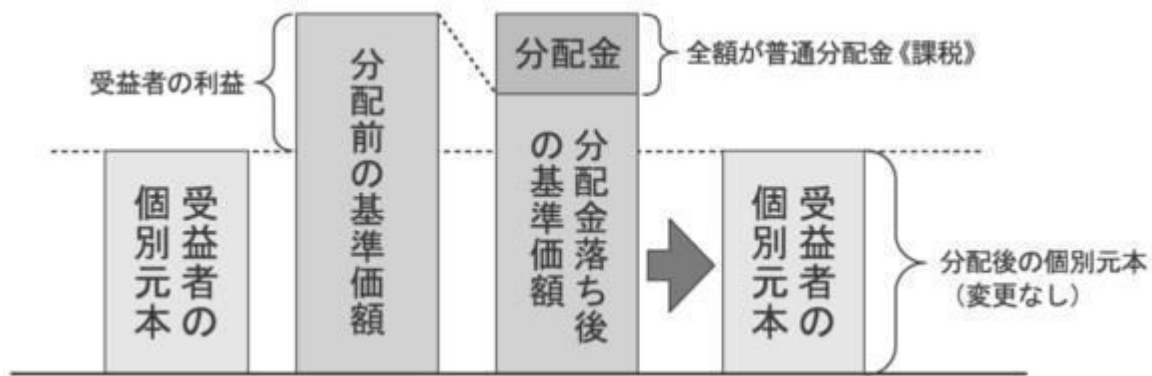 受益者の利益
分配前の基準価額
分配金
全額が普通分配金《課税》
受益者の
個別元本
分配金落ち後
の基準価額
受益者の
個別元本
分配後の個別元本
（変更なし）